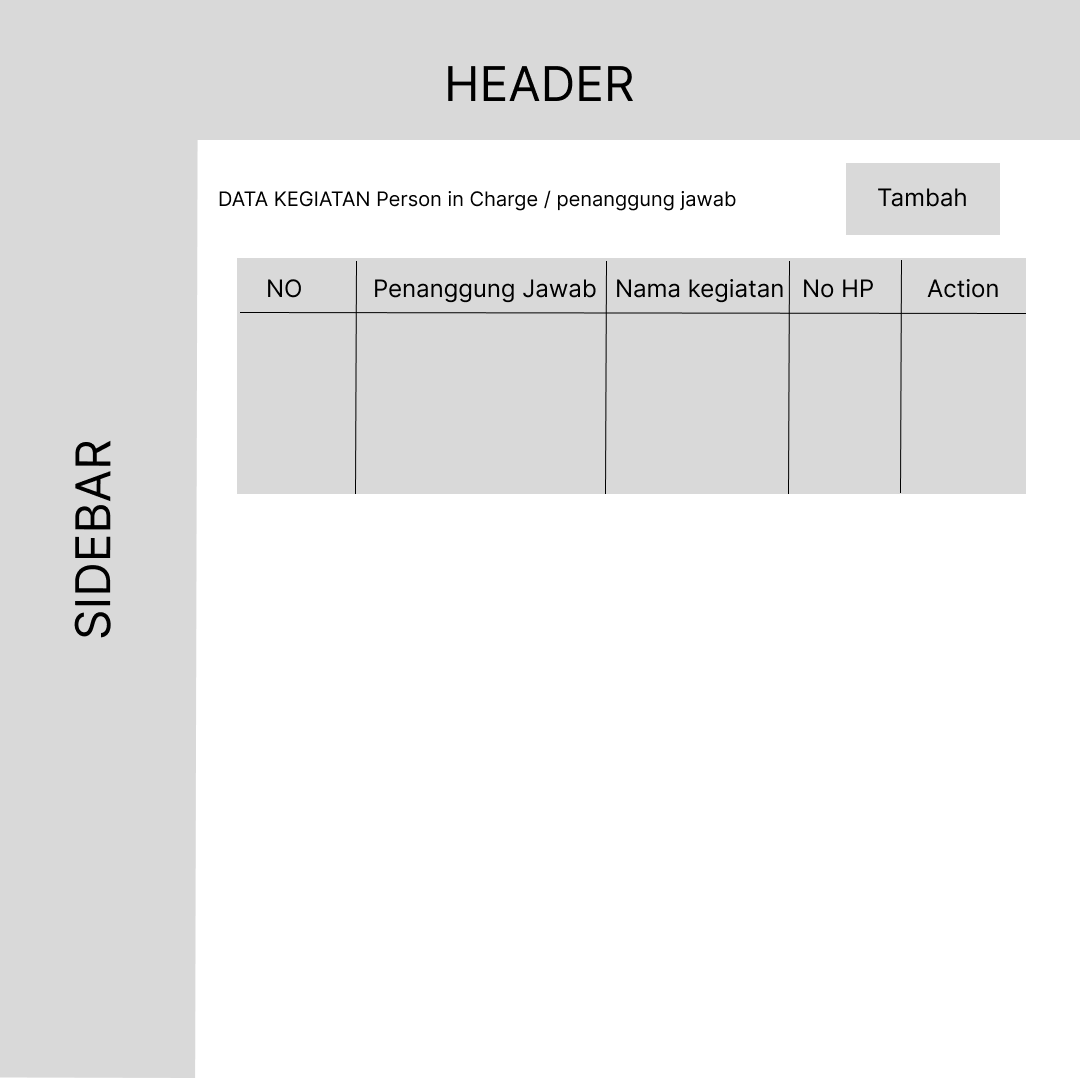 HEADER
DATA KEGIATAN Person in Charge / penanggung jawab
Tambah
NO Penanggung Jawab Nama kegiatan No HP Action
SIDEBAR